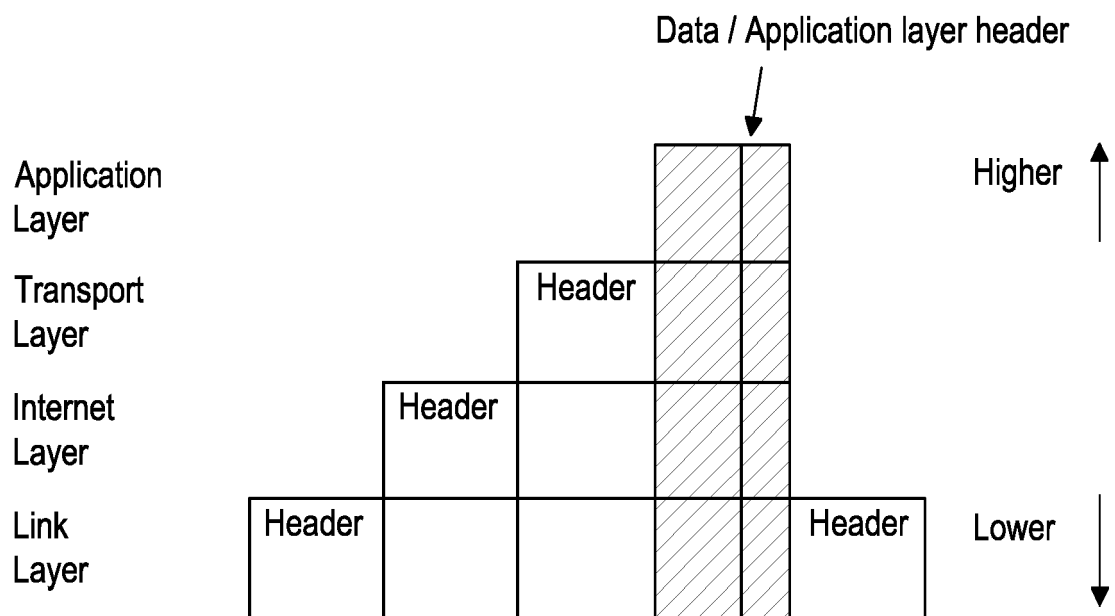 Data / Application layer header
Application
Layer
Higher
Transport
Layer
Header
Internet
Layer
Header
Link
Layer
Header
Header
Lower